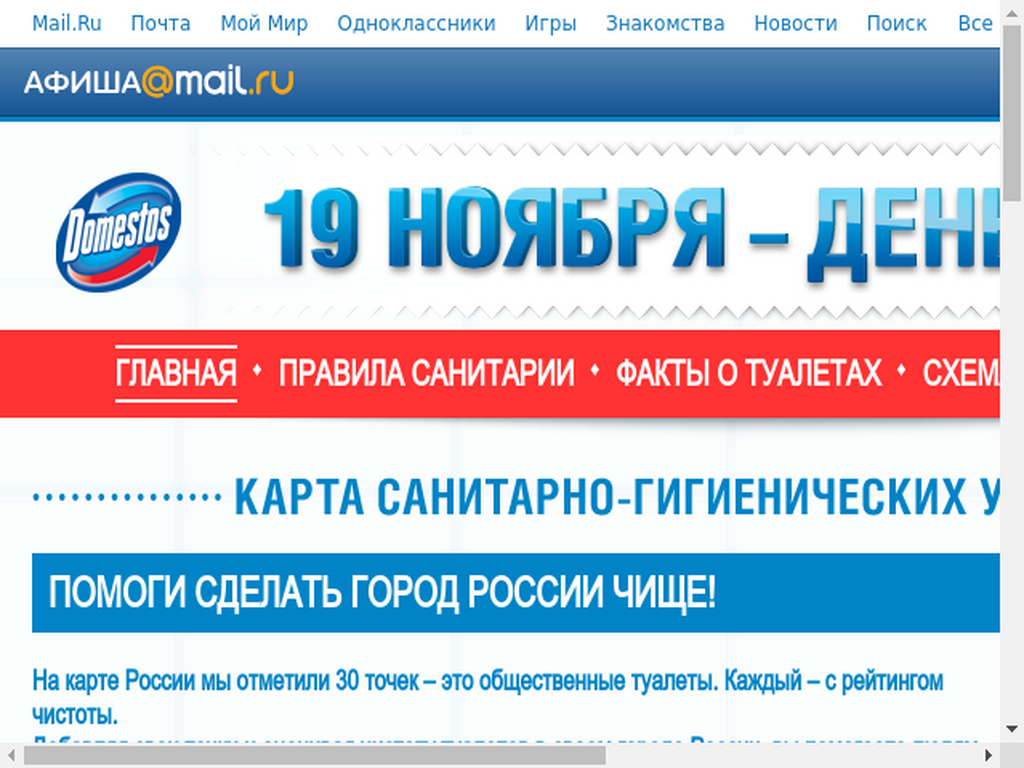 Mail.Ru Почта Мой Мир Одноклассники Игры Знакомства Новости Поиск Все
АФИША@mail.ru
Domestos
19 НОЯБРЯ – ДЕНЬ
ГЛАВНАЯ ♦ ПРАВИЛА САНИТАРИИ ♦ ФАКТЫ О ТУАЛЕТАХ ♦ СХЕМ
КАРТА САНИТАРНО-ГИГИЕНИЧЕСКИХ У
ПОМОГИ СДЕЛАТЬ ГОРОД РОССИИ ЧИЩЕ!
На карте России мы отметили 30 точек – это общественные туалеты. Каждый – с рейтингом
чистоты.